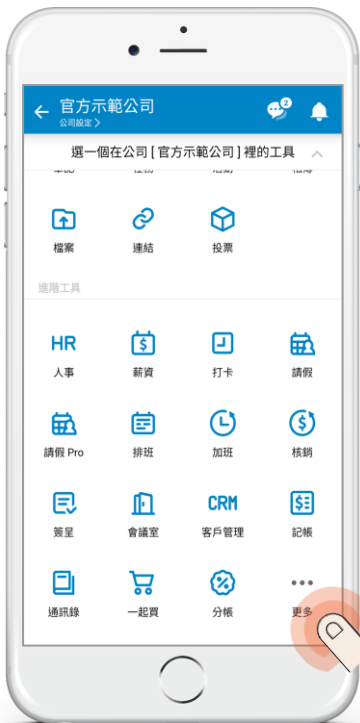 官方示範公司
公司設定 >
2
選一個在公司 [ 官方示範公司 ] 裡的工具
檔案 連結 投票
進階工具
HR
人事 薪資 打卡 請假
請假 Pro 排班 加班 核銷
CRM
簽呈 會議室 客戶管理 記帳
通訊錄 一起買 分帳 更多